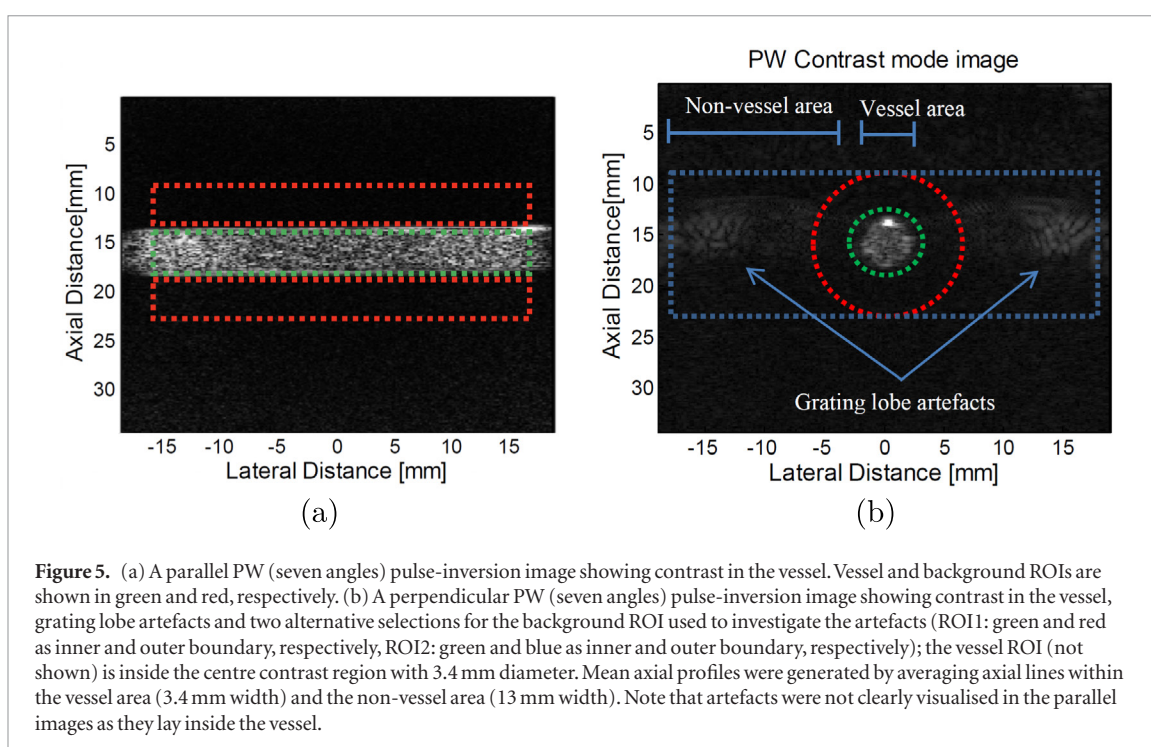 5
10
15
20
25
30
Axial Distance[mm]
-15 -10 -5 0 5 10 15
Lateral Distance [mm]
(a)
PW Contrast mode image
Non-vessel area Vessel area
5
10
15
20
25
30
Axial Distance[mm]
Grating lobe artefacts
-15 -10 -5 0 5 10 15
Lateral Distance [mm]
(b)
Figure 5. (a) A parallel PW (seven angles) pulse-inversion image showing contrast in the vessel. Vessel and background ROIs are
shown in green and red, respectively. (b) A perpendicular PW (seven angles) pulse-inversion image showing contrast in the vessel,
grating lobe artefacts and two alternative selections for the background ROI used to investigate the artefacts (ROI1: green and red
as inner and outer boundary, respectively, ROI2: green and blue as inner and outer boundary, respectively); the vessel ROI (not
shown) is inside the centre contrast region with 3.4 mm diameter. Mean axial profiles were generated by averaging axial lines within
the vessel area (3.4 mm width) and the non-vessel area (13 mm width). Note that artefacts were not clearly visualised in the parallel
images as they lay inside the vessel.